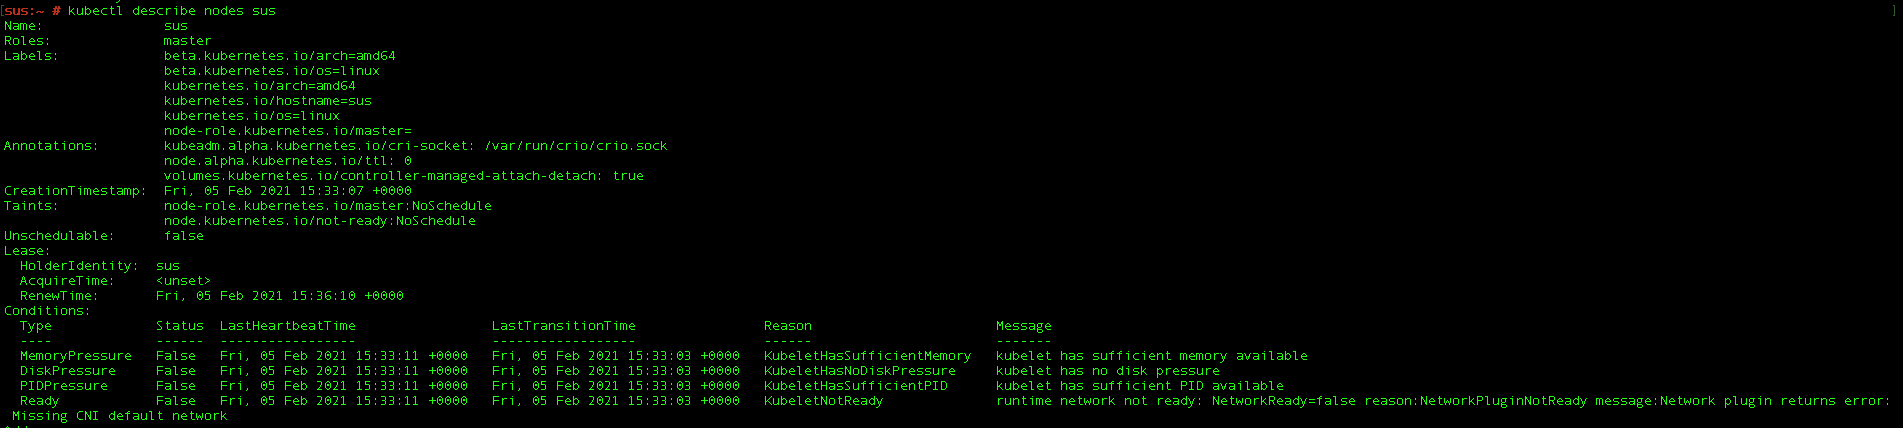 [sus:~ # kubectl describe nodes sus ]
Name: sus
Roles: master
Labels: beta.kubernetes.io/arch=amd64
beta.kubernetes.io/os=linux
kubernetes.io/arch=amd64
kubernetes.io/hostname=sus
kubernetes.io/os=linux
node-role.kubernetes.io/master=
Annotations: kubeadm.alpha.kubernetes.io/cri-socket: /var/run/crio/crio.sock
node.alpha.kubernetes.io/ttl: 0
volumes.kubernetes.io/controller-managed-attach-detach: true
CreationTimestamp: Fri, 05 Feb 2021 15:33:07 +0000
Taints: node-role.kubernetes.io/master:NoSchedule
node.kubernetes.io/not-ready:NoSchedule
Unschedulable: false
Lease:
HolderIdentity: sus
AcquireTime: <unset>
RenewTime: Fri, 05 Feb 2021 15:36:10 +0000
Conditions:
Type Status LastHeartbeatTime LastTransitionTime Reason Message
---- ------ ----------------- ------------------ ------ -------
MemoryPressure False Fri, 05 Feb 2021 15:33:11 +0000 Fri, 05 Feb 2021 15:33:03 +0000 KubeletHasSufficientMemory kubelet has sufficient memory available
DiskPressure False Fri, 05 Feb 2021 15:33:11 +0000 Fri, 05 Feb 2021 15:33:03 +0000 KubeletHasNoDiskPressure kubelet has no disk pressure
PIDPressure False Fri, 05 Feb 2021 15:33:11 +0000 Fri, 05 Feb 2021 15:33:03 +0000 KubeletHasSufficientPID kubelet has sufficient PID available
Ready False Fri, 05 Feb 2021 15:33:11 +0000 Fri, 05 Feb 2021 15:33:03 +0000 KubeletNotReady runtime network not ready: NetworkReady=false reason:NetworkPluginNotReady message:Network plugin returns error:
Missing CNI default network